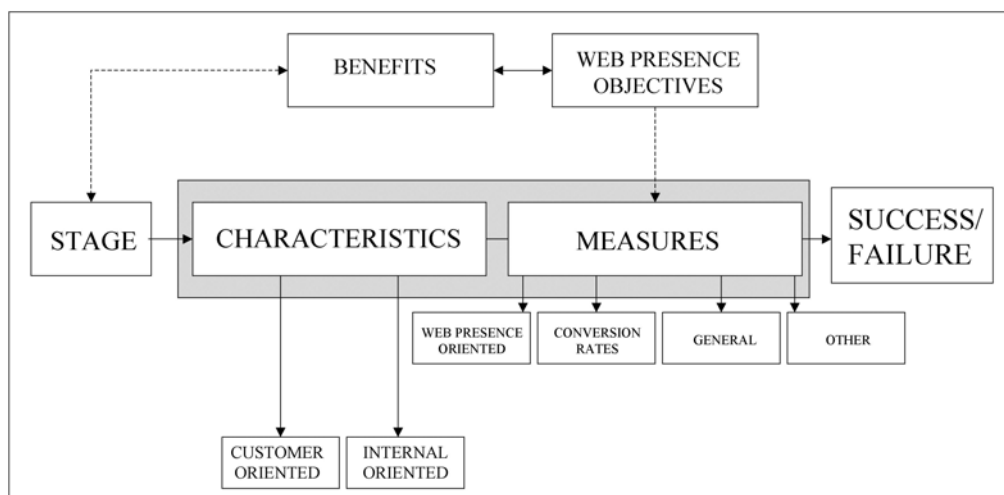 BENEFITS
WEB PRESENCE
OBJECTIVES
STAGE
CHARACTERISTICS
MEASURES
SUCCESS/
FAILURE
WEB PRESENCE
ORIENTED
CONVERSION
RATES
GENERAL
OTHER
CUSTOMER
ORIENTED
INTERNAL
ORIENTED